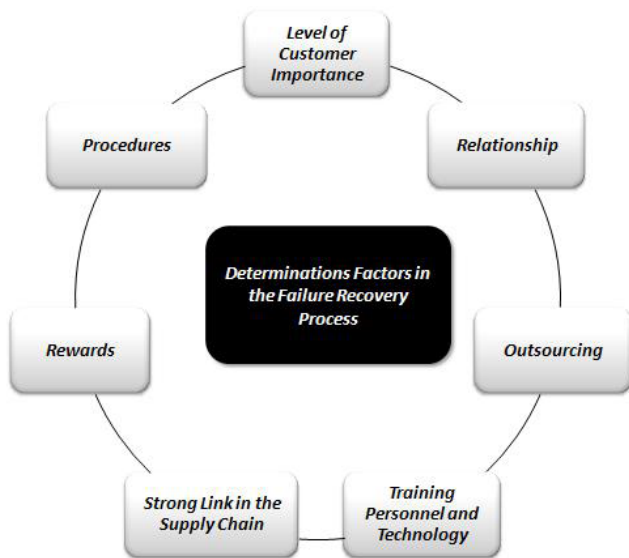 Level of
Customer
Importance
Procedures
Relationship
Determinations Factors in
the Failure Recovery
Process
Rewards
Outsourcing
Strong Link in the
Supply Chain
Training
Personnel and
Technology